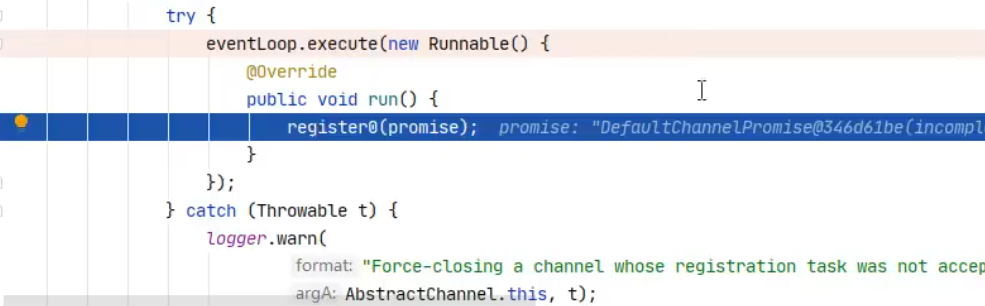 try {
eventLoop.execute(new Runnable() {
@Override
public void run() {
register0(promise); promise: "DefaultChannelPromise@346d61be(incompl
}
});
} catch (Throwable t) {
logger.warn(
format: "Force-closing a channel whose registration task was not accep
argA: AbstractChannel.this, t);